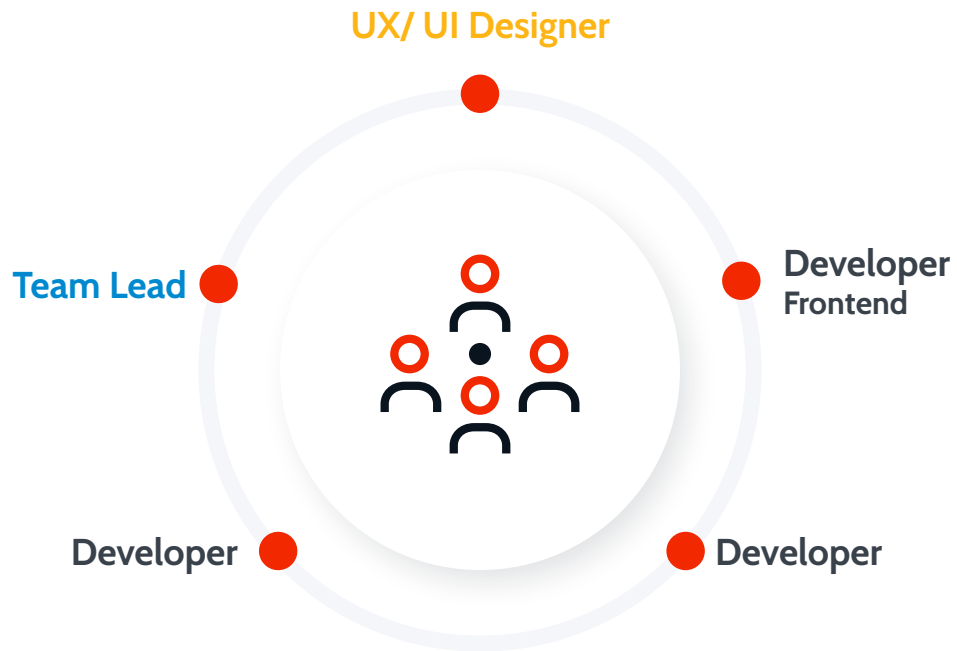 UX/ UI Designer
Team Lead
Developer
Frontend
Developer
Developer